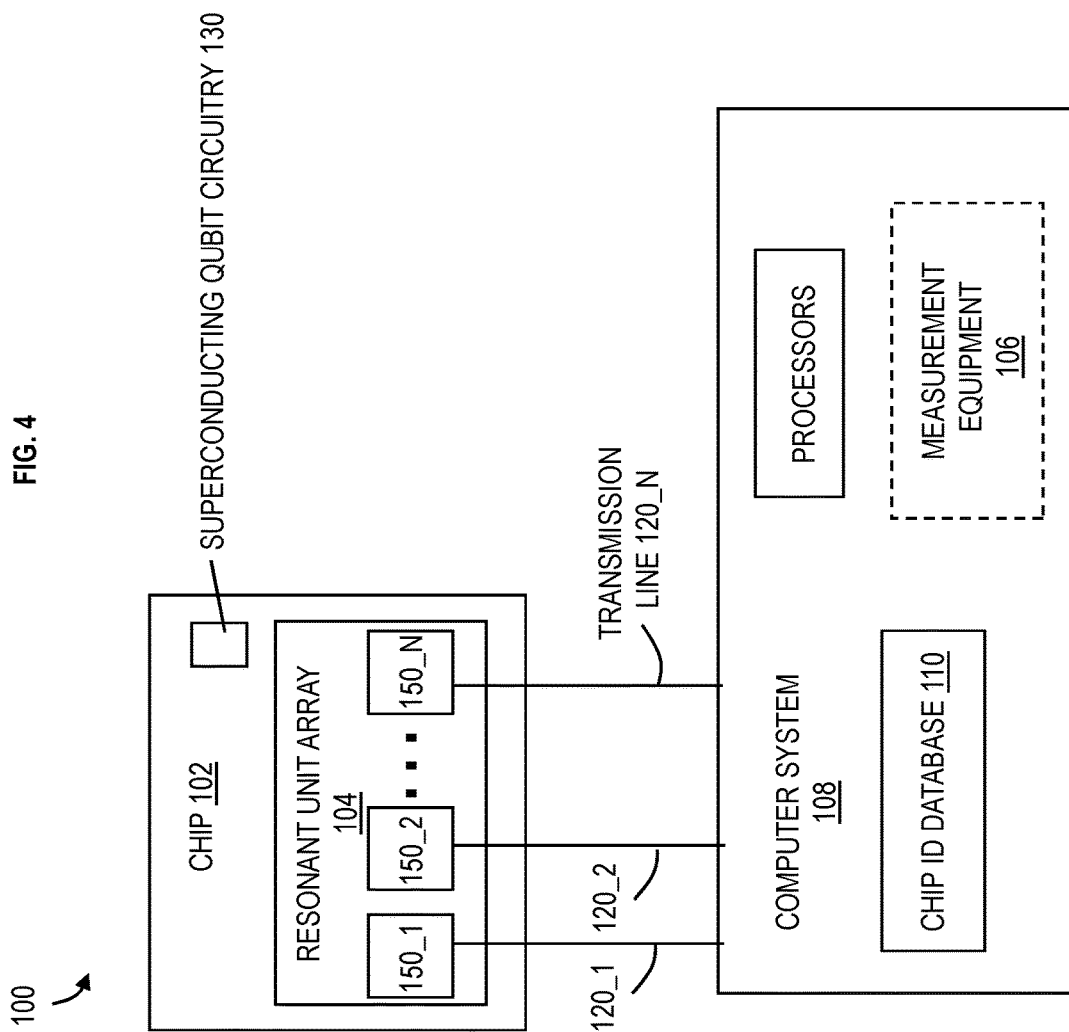 100
FIG. 4
SUPERCONDUCTING QUBIT CIRCUITRY 130
CHIP 102
RESONANT UNIT ARRAY
104
150_1
150_2
150_N
120_1
120_2
TRANSMISSION
LINE 120_N
COMPUTER SYSTEM
108
PROCESSORS
CHIP ID DATABASE 110
MEASUREMENT
EQUIPMENT
106